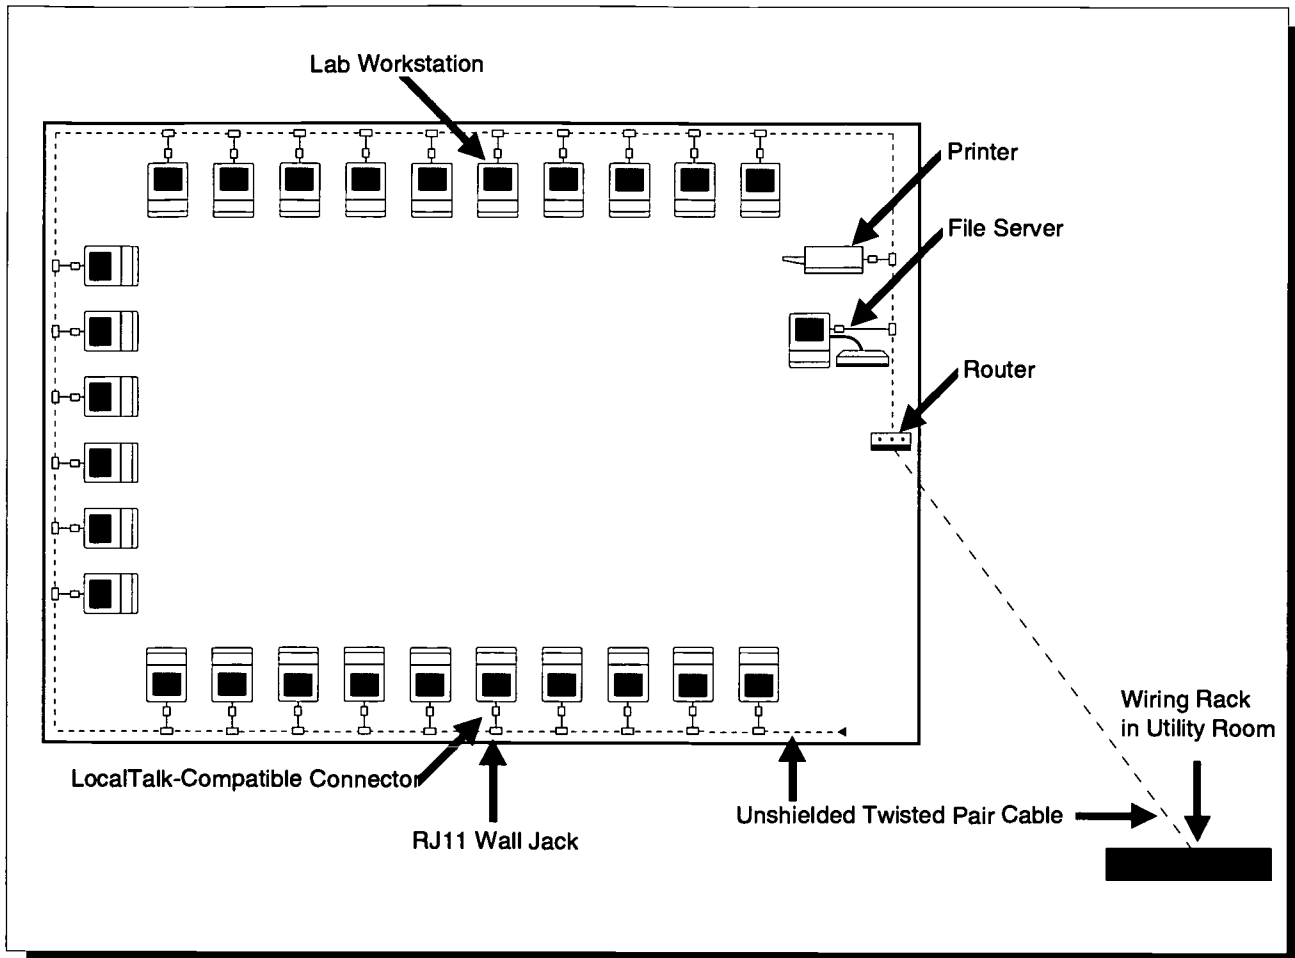 Lab Workstation
Printer
File Server
Router
Wiring Rack
in Utility Room
LocalTalk-Compatible Connector
Unshielded Twisted Pair Cable
RJ11 Wall Jack